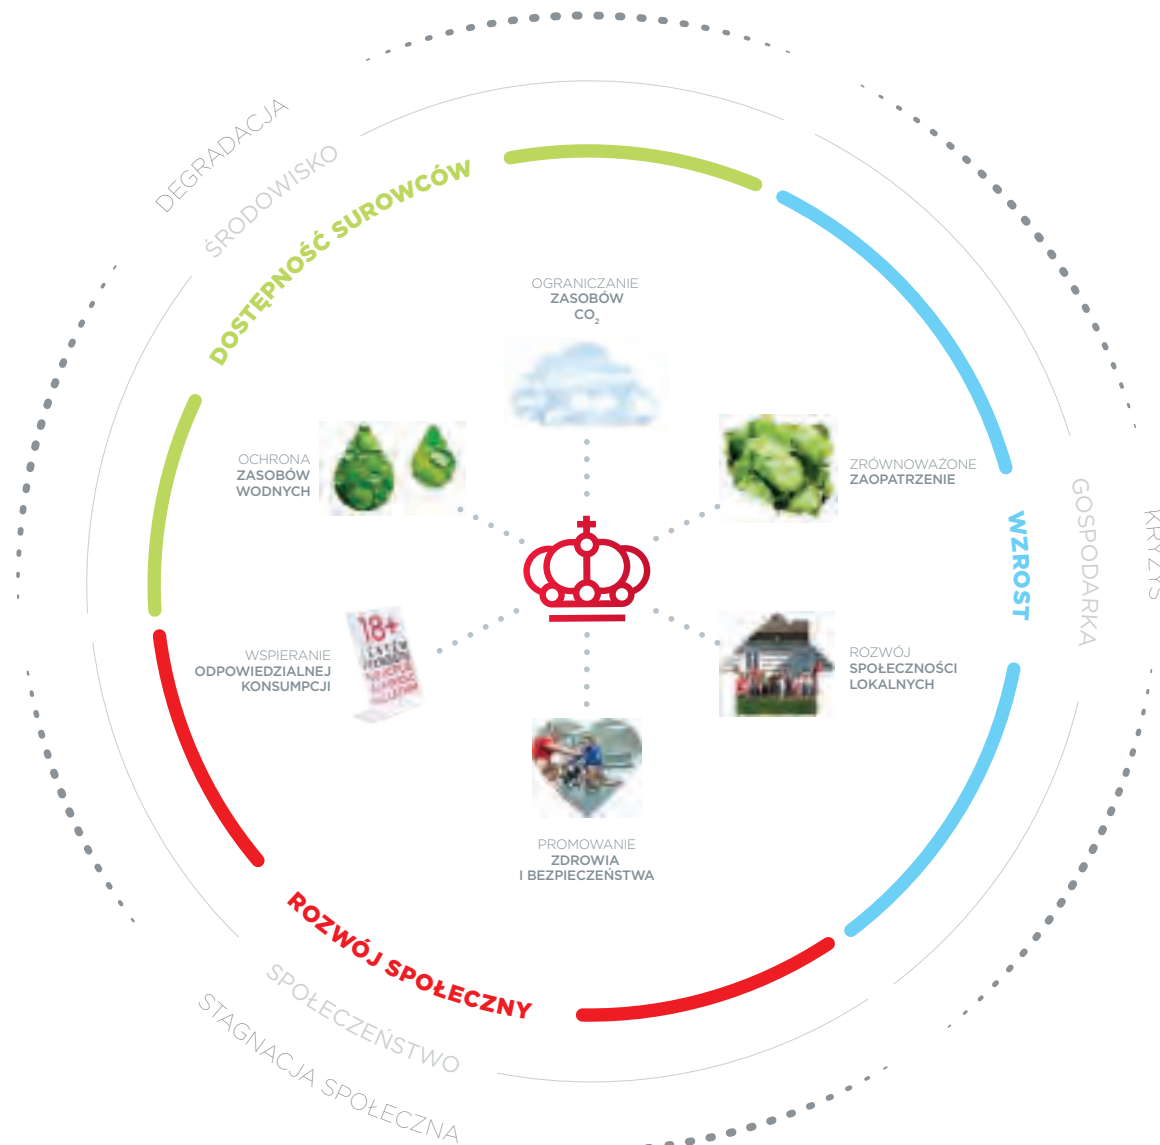 DEGRADACJA
ŚRODOWISKO
DOSTĘPNOŚĆ SUROWCÓW
OGRANICZANIE
ZASOBÓW
CO₂
OCHRONA
ZASOBÓW
WODNYCH
ZRÓWNOWAŻONE
ZAOPATRZENIE
WZROST
GOSPODARKA
KRYZYS
18+
WSPIERANIE
ODPOWIEDZIALNEJ
KONSUMPCJI
ROZWÓJ
SPOŁECZNOŚCI
LOKALNYCH
PROMOWANIE
ZDROWIA
I BEZPIECZEŃSTWA
ROZWÓJ SPOŁECZNY
SPOŁECZEŃSTWO
STAGNACJA SPOŁECZNA